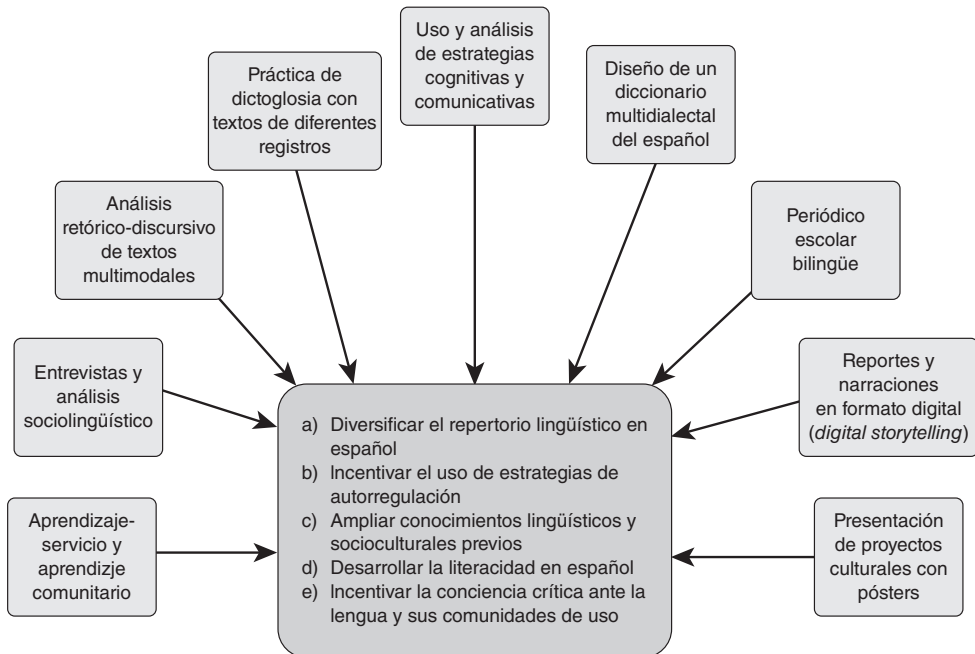 Uso y análisis
de estrategias
cognitivas y
comunicativas
Práctica de
dictoglosia con
textos de diferentes
registros
Diseño de un
diccionario
multidialectal
del español
Análisis
retórico-discursivo
de textos
multimodales
Periódico
escolar
bilingüe
Entrevistas y
análisis
sociolingüístico
Reportes y
narraciones
en formato digital
(digital storytelling)
Aprendizaje-
servicio y
aprendizje
comunitario
Presentación
de proyectos
culturales con
pósters
a) Diversificar el repertorio lingüístico en
español
b) Incentivar el uso de estrategias de
autorregulación
c) Ampliar conocimientos lingüísticos y
socioculturales previos
d) Desarrollar la literacidad en español
e) Incentivar la conciencia crítica ante la
lengua y sus comunidades de uso